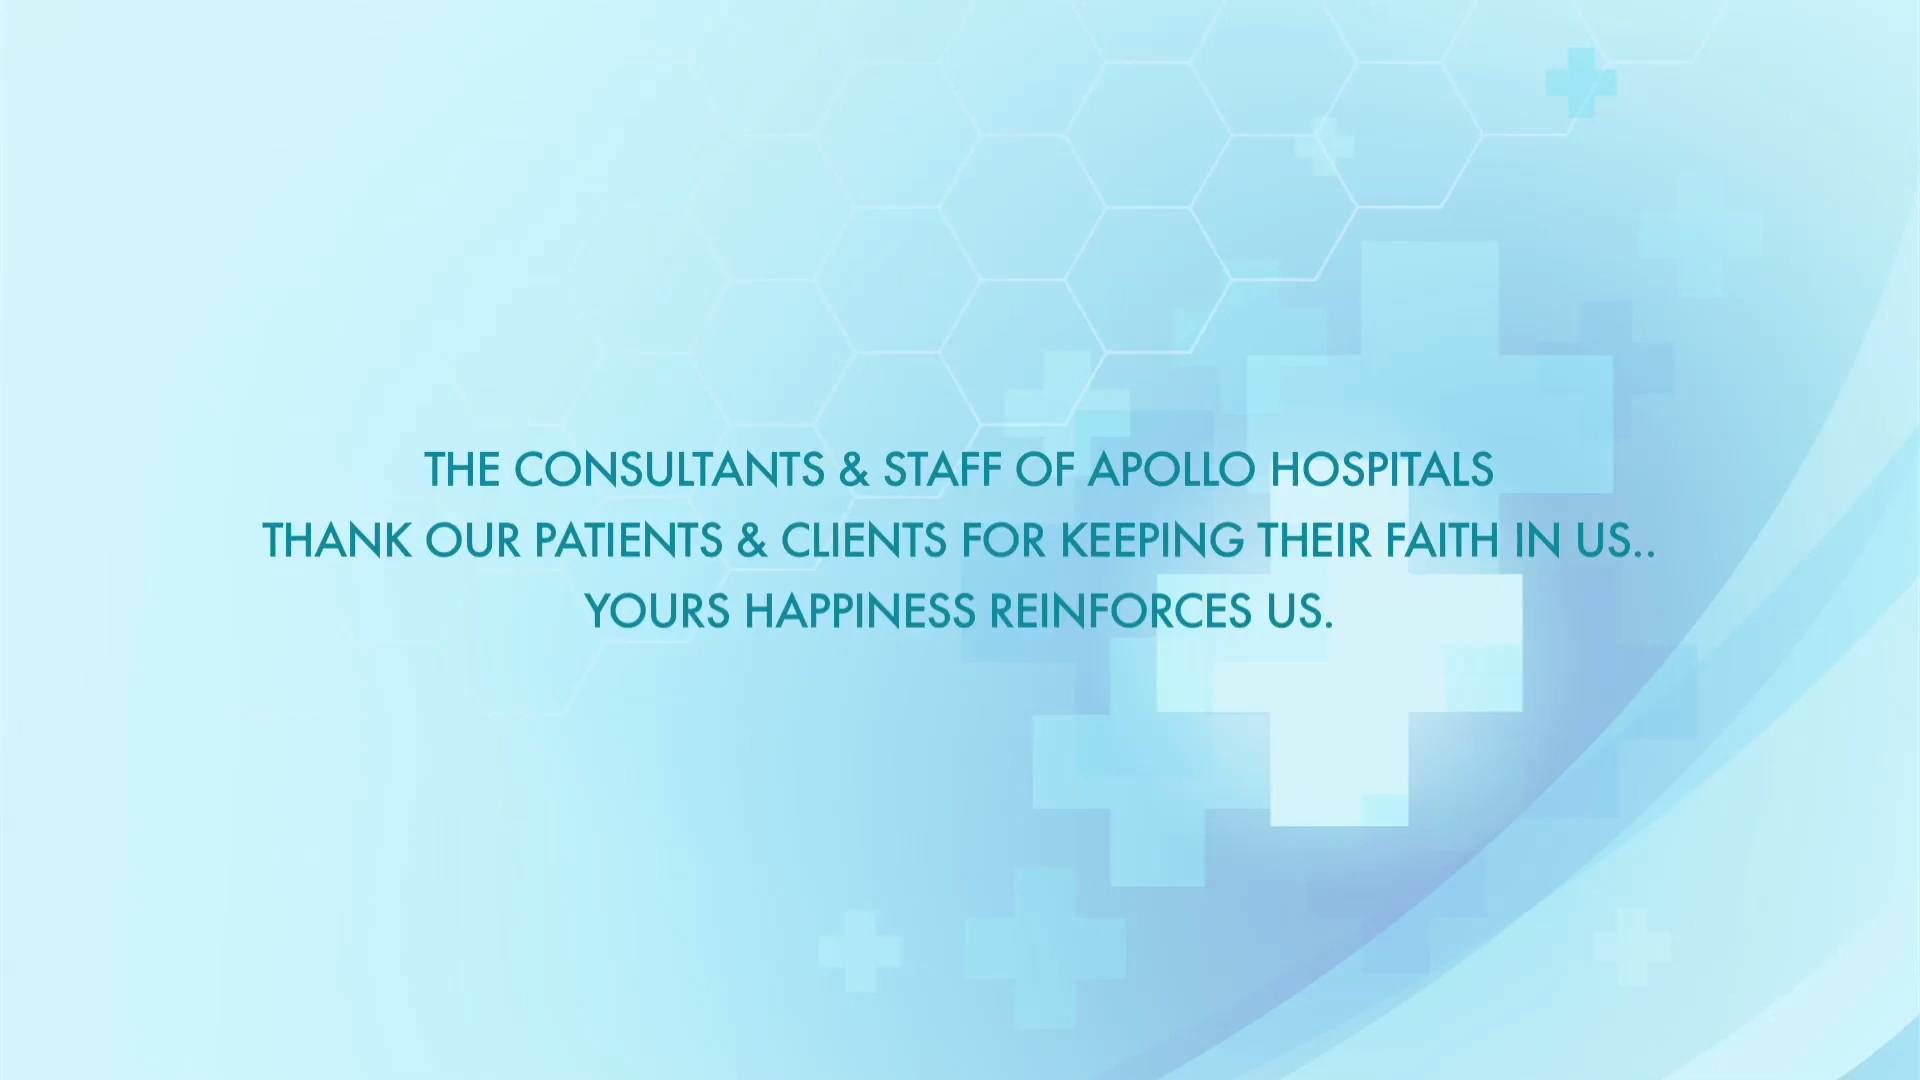 THE CONSULTANTS & STAFF OF APOLLO HOSPITALS
THANK OUR PATIENTS & CLIENTS FOR KEEPING THEIR FAITH IN US..
YOURS HAPPINESS REINFORCES US.